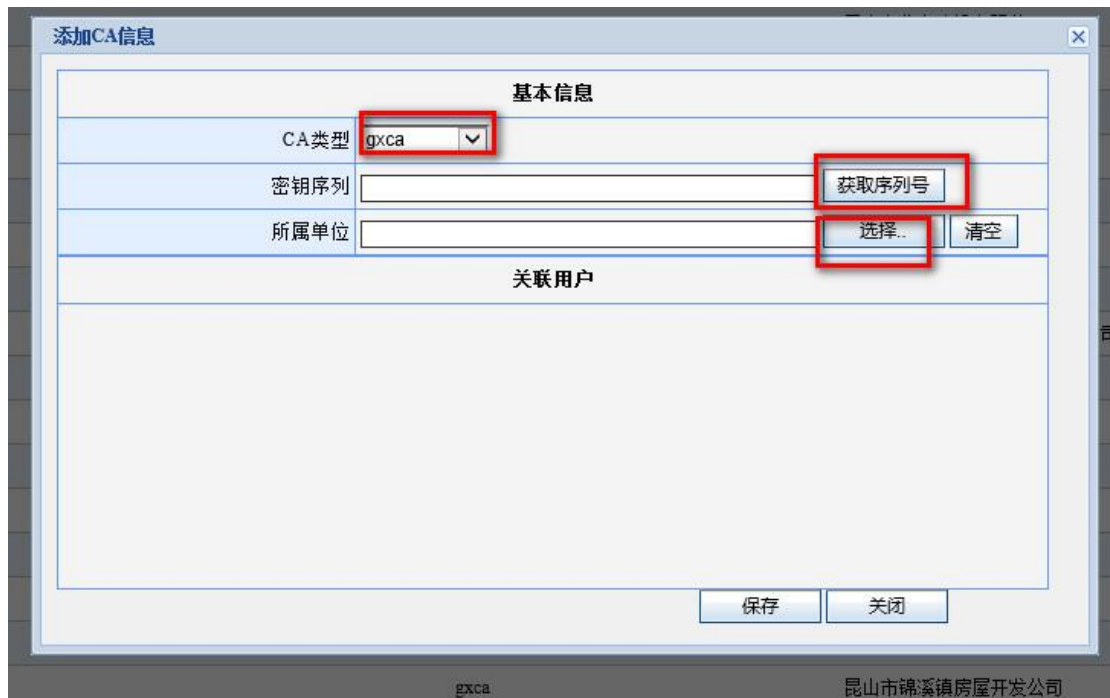 添加CA信息
基本信息
CA类型 gxca
密钥序列 获取序列号
所属单位 选择.. 清空
关联用户
保存 关闭
gxca 昆山市锦溪镇房屋开发公司